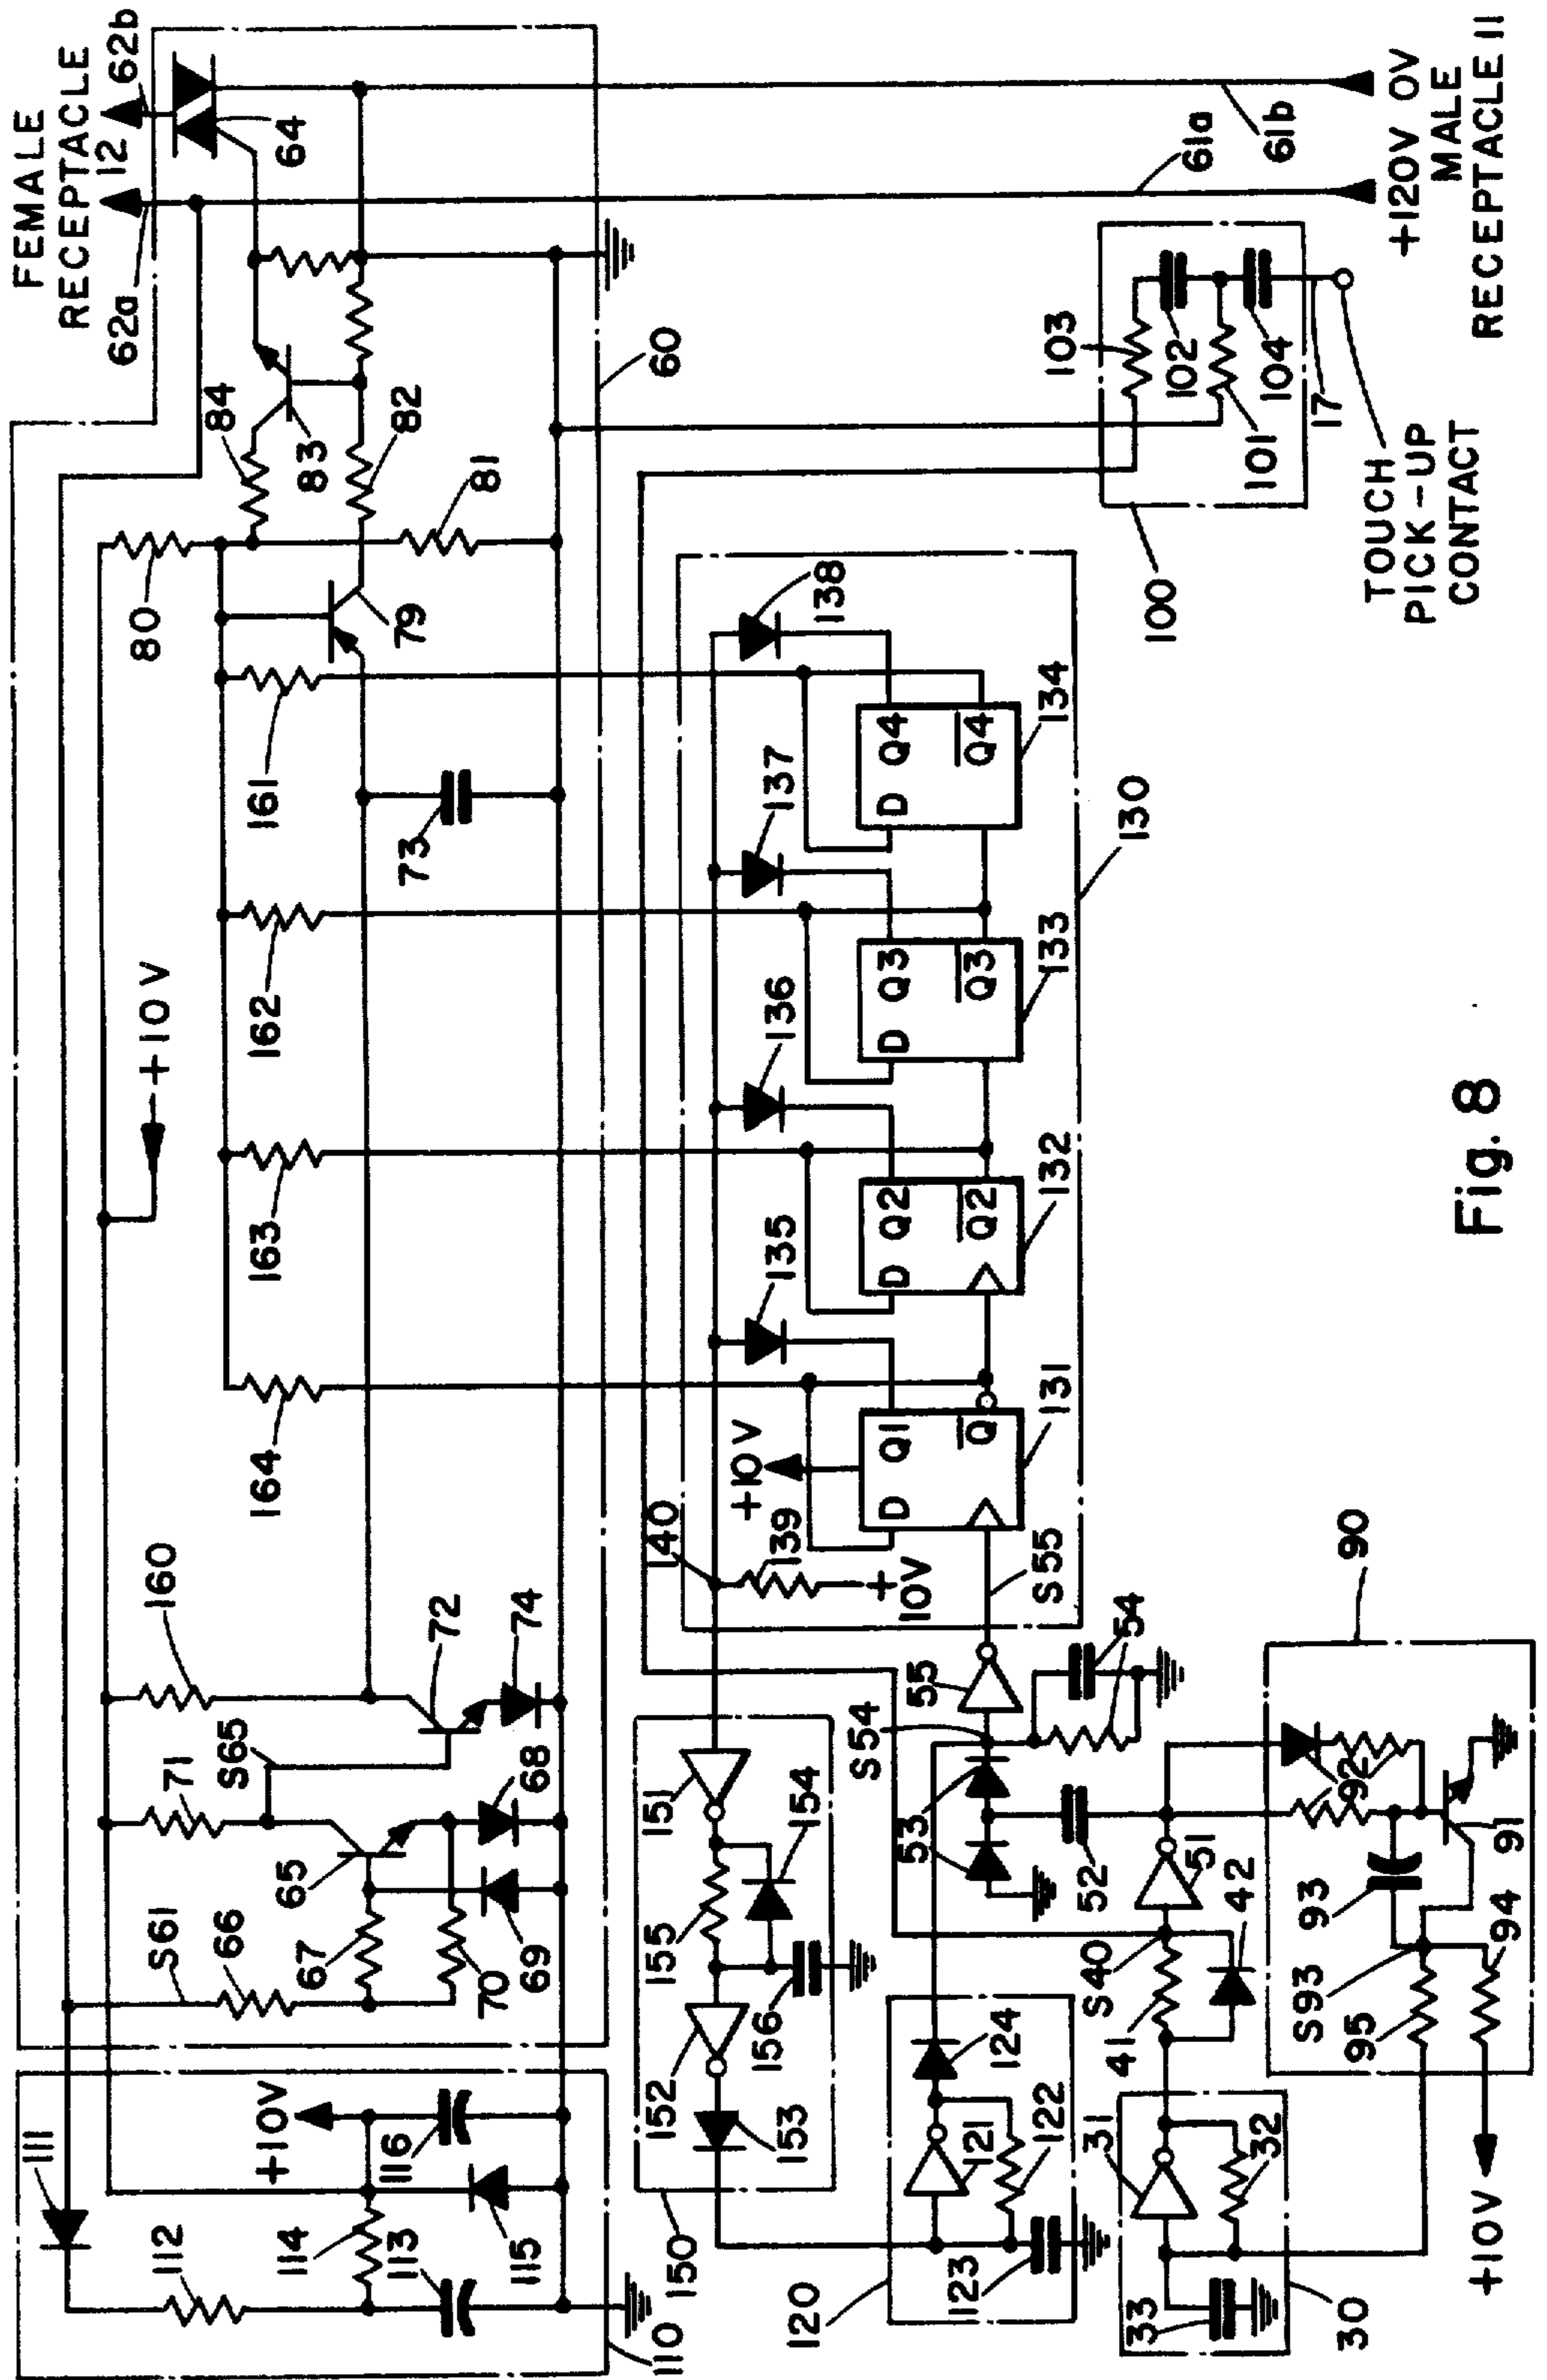 FEMALE
RECEPTACLE
12
62a
62b
64
84
83
82
81
80
79
60
+10V
161
162
163
164
73
160
72
74
71
S65
65
68
S61
66
67
70
69
111
112
114
113
+10V
116
115
110
138
137
136
135
D Q1
Q
131
D Q2
Q2
132
D Q3
Q3
133
D Q4
Q4
134
130
+10V
140
139
+
10V
S55
55
54
S54
53
52
51
42
S40
41
151
154
155
156
152
153
150
124
121
122
123
120
31
32
33
30
90
92
91
93
94
S93
95
+10V
103
102
101
104
17
100
TOUCH
PICK-UP
CONTACT
61a
61b
+120V 0V
MALE
RECEPTACLE 11
Fig. 8